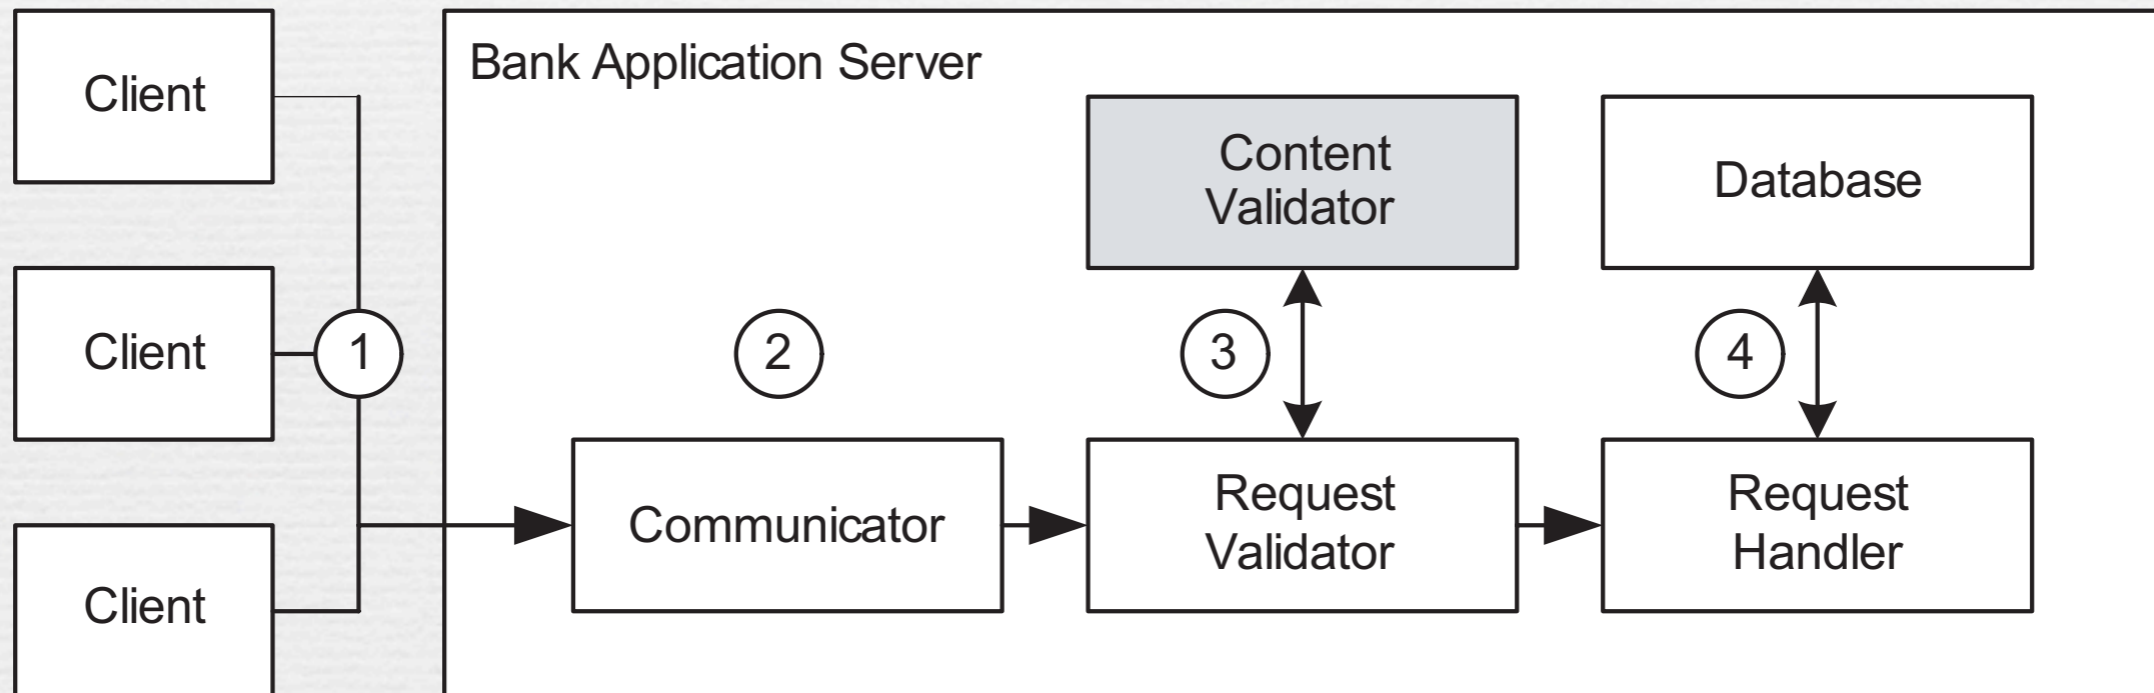 Client
Bank Application Server
Content
Validator
Database
Client
1
2
3
4
Communicator
Request
Validator
Request
Handler
Client